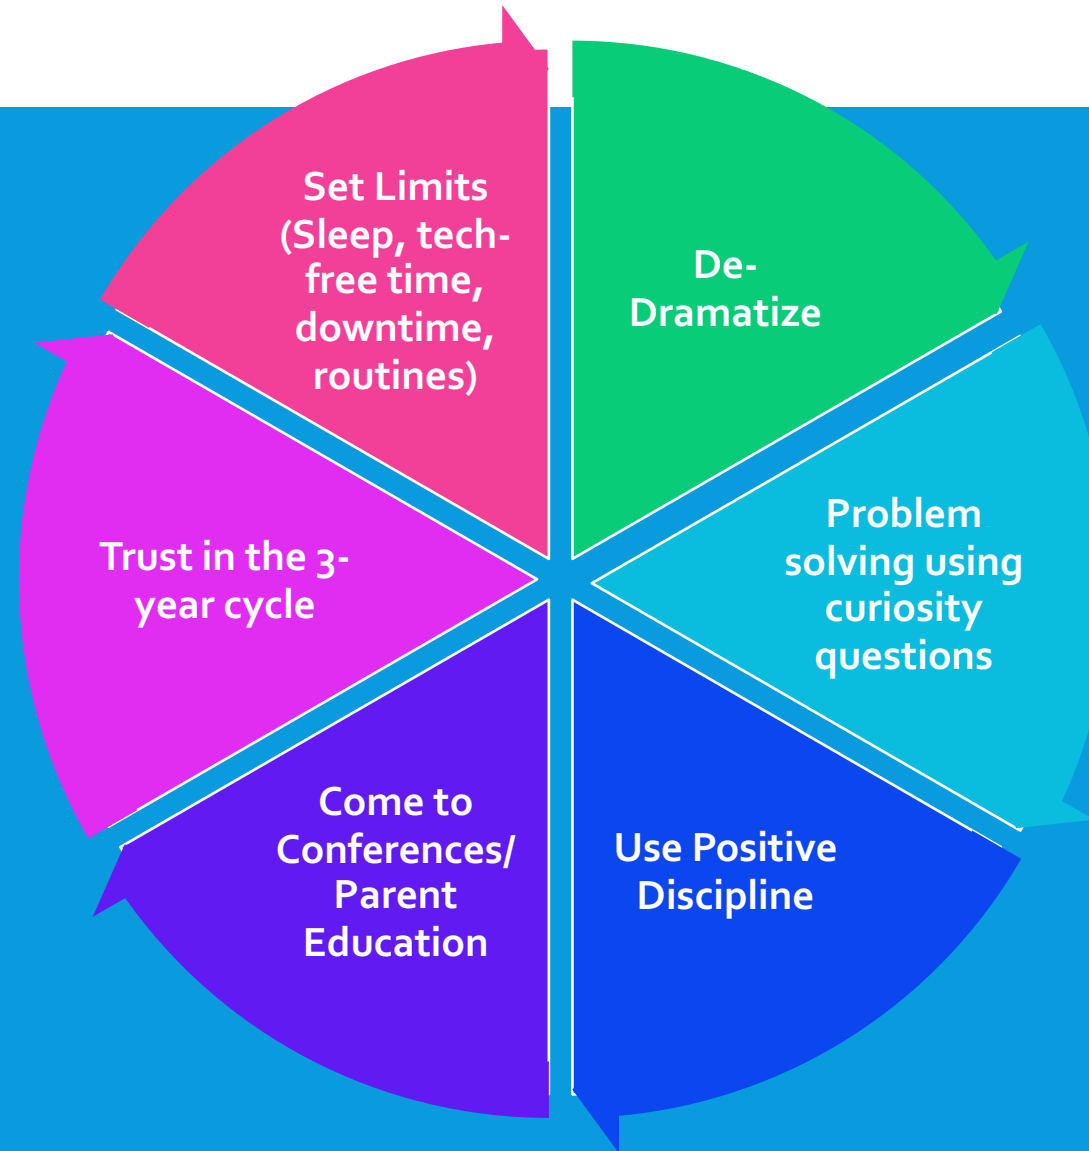 Set Limits
(Sleep, tech-
free time,
downtime,
routines)
De-
Dramatize
Problem
solving using
curiosity
questions
Use Positive
Discipline
Come to
Conferences/
Parent
Education
Trust in the 3-
year cycle